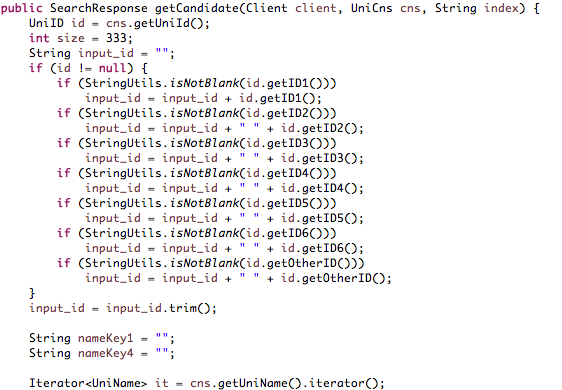 public SearchResponse getCandidate(Client client, UniCns cns, String index) {
    UniID id = cns.getUniId();
    int size = 333;
    String input_id = "";
    if (id != null) {
        if (StringUtils.isNotBlank(id.getID1()))
            input_id = input_id + id.getID1();
        if (StringUtils.isNotBlank(id.getID2()))
            input_id = input_id + " " + id.getID2();
        if (StringUtils.isNotBlank(id.getID3()))
            input_id = input_id + " " + id.getID3();
        if (StringUtils.isNotBlank(id.getID4()))
            input_id = input_id + " " + id.getID4();
        if (StringUtils.isNotBlank(id.getID5()))
            input_id = input_id + " " + id.getID5();
        if (StringUtils.isNotBlank(id.getID6()))
            input_id = input_id + " " + id.getID6();
        if (StringUtils.isNotBlank(id.getOtherID()))
            input_id = input_id + " " + id.getOtherID();
    }
    input_id = input_id.trim();

    String nameKey1 = "";
    String nameKey4 = "";

    Iterator<UniName> it = cns.getUniName().iterator();